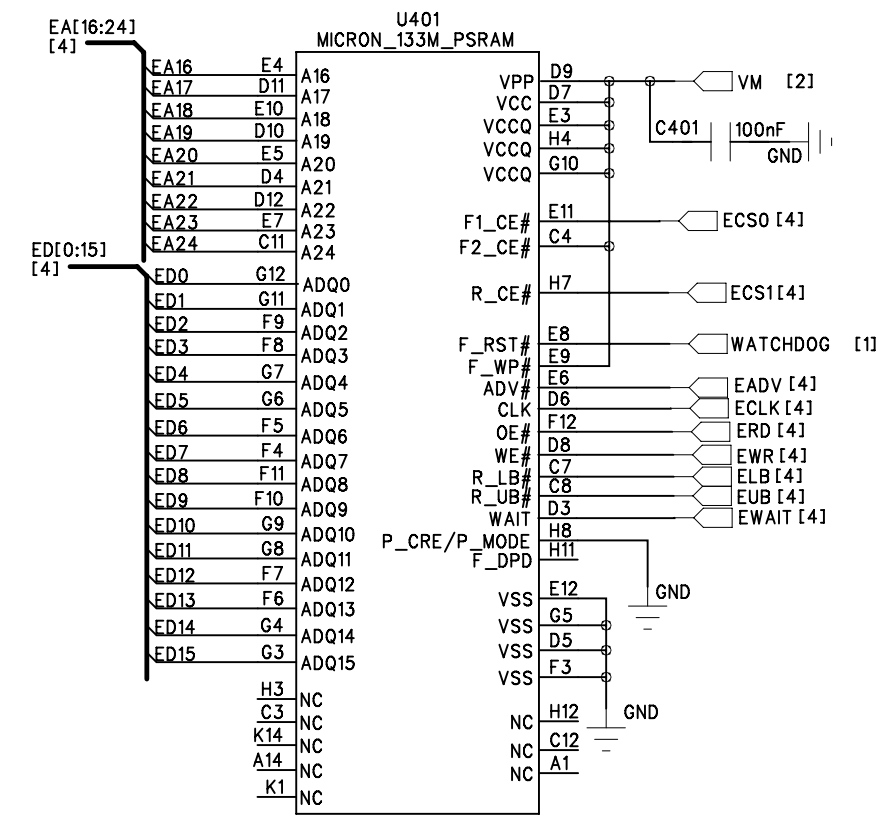 U401
MICRON_133M_PSRAM
EA[16:24]
[4]
EA16 E4 A16
EA17 D11 A17
EA18 E10 A18
EA19 D10 A19
EA20 E5 A20
EA21 D4 A21
EA22 D12 A22
EA23 E7 A23
EA24 C11 A24
ED[0:15]
[4]
ED0 G12 ADQ0
ED1 G11 ADQ1
ED2 F9 ADQ2
ED3 F8 ADQ3
ED4 G7 ADQ4
ED5 G6 ADQ5
ED6 F5 ADQ6
ED7 F4 ADQ7
ED8 F11 ADQ8
ED9 F10 ADQ9
ED10 G9 ADQ10
ED11 G8 ADQ11
ED12 F7 ADQ12
ED13 F6 ADQ13
ED14 G4 ADQ14
ED15 G3 ADQ15
H3 NC
C3 NC
K14 NC
A14 NC
K1 NC
VPP D9 VM [2]
VCC D7
VCCQ E3
VCCQ H4
VCCQ G10
C401 100nF
GND
F1_CE# E11 ECS0 [4]
F2_CE# C4
R_CE# H7 ECS1[4]
F_RST# E8 WATCHDOG [1]
F_WP# E9
ADV# E6 EADV [4]
CLK D6 ECLK[4]
OE# F12 ERD [4]
WE# D8 EWR [4]
R_LB# C7 ELB[4]
R_UB# C8 EUB [4]
WAIT D3 EWAIT [4]
P_CRE/P_MODE H8
F_DPD H11
GND
VSS E12
VSS G5
VSS D5
VSS F3
GND
NC H12
NC C12
NC A1